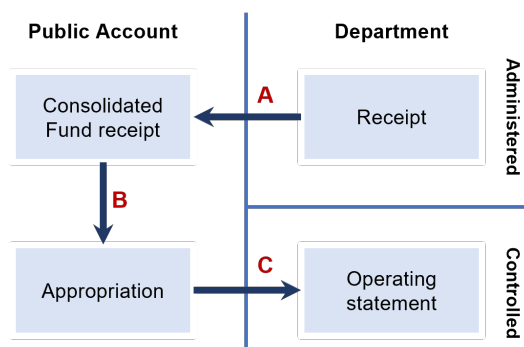 Public Account
Department
Administered
A
Consolidated
Fund receipt
Receipt
B
C
Controlled
Appropriation
Operating
statement